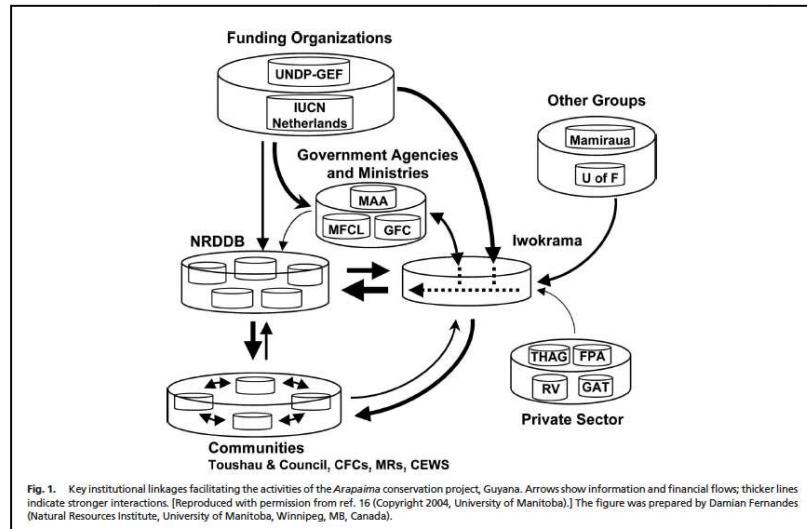 Funding Organizations
UNDP-GEF
IUCN
Netherlands
Other Groups
Mamiraua
U of F
Government Agencies
and Ministries
MAA
MFCL
GFC
NRDDB
Iwokrama
THAG
FPA
RV
GAT
Private Sector
Communities
Toushau & Council, CFCs, MRs, CEWS
Fig. 1. Key institutional linkages facilitating the activities of the Arapaima conservation project, Guyana. Arrows show information and financial flows; thicker lines
indicate stronger interactions. [Reproduced with permission from ref. 16 (Copyright 2004, University of Manitoba).] The figure was prepared by Damian Fernandes
(Natural Resources Institute, University of Manitoba, Winnipeg, MB, Canada).